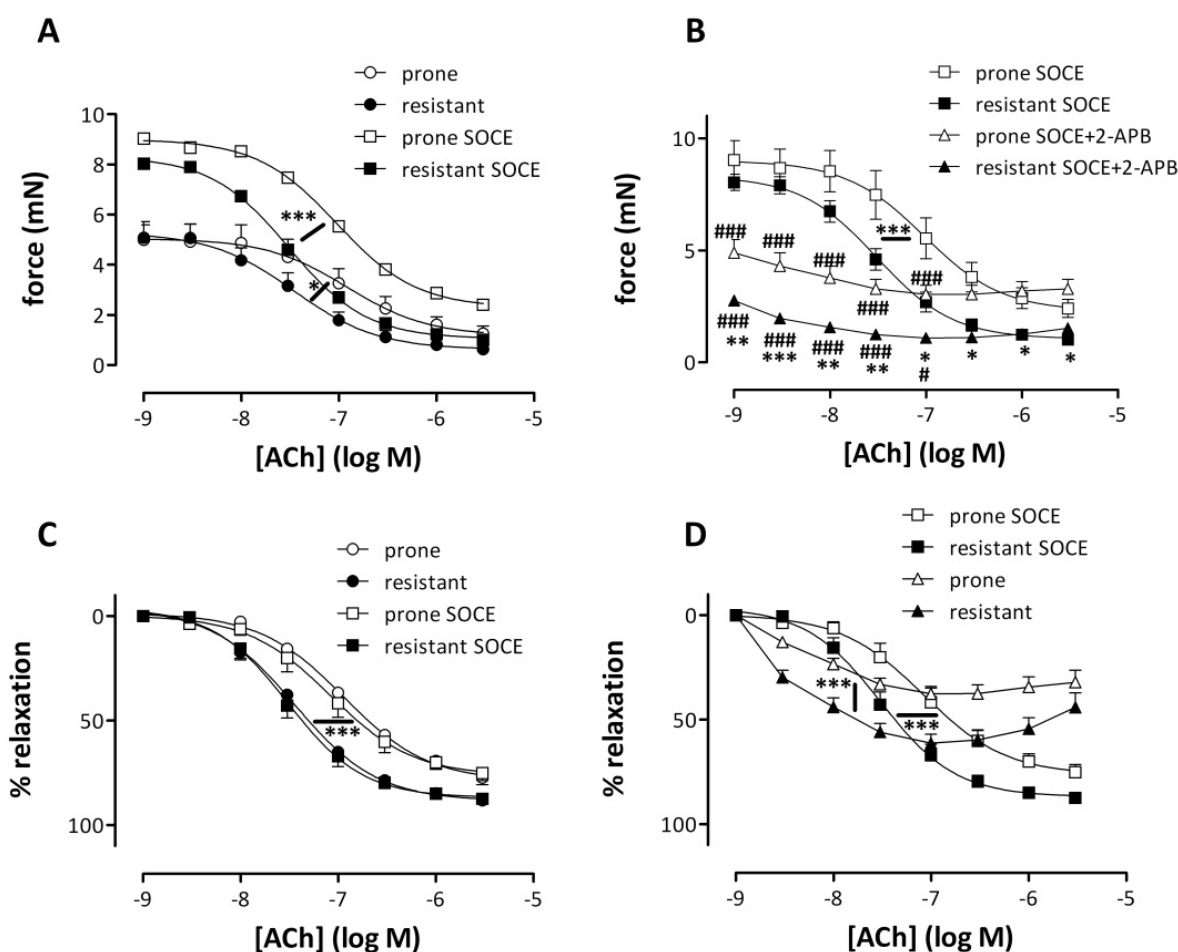 A
prone
resistant
prone SOCE
resistant SOCE
10
8
6
4
2
0
force (mN)
***
*
-9 -8 -7 -6 -5
[ACh] (log M)
B
prone SOCE
resistant SOCE
prone SOCE+2-APB
resistant SOCE+2-APB
10
5
0
force (mN)
***
### ### ### ###
###
### ### ### ### * * * *
** *** ** ** #
-9 -8 -7 -6 -5
[ACh] (log M)
C
prone
resistant
prone SOCE
resistant SOCE
0
50
100
% relaxation
***
-9 -8 -7 -6 -5
[ACh] (log M)
D
prone SOCE
resistant SOCE
prone
resistant
0
50
100
% relaxation
***
***
-9 -8 -7 -6 -5
[ACh] (log M)